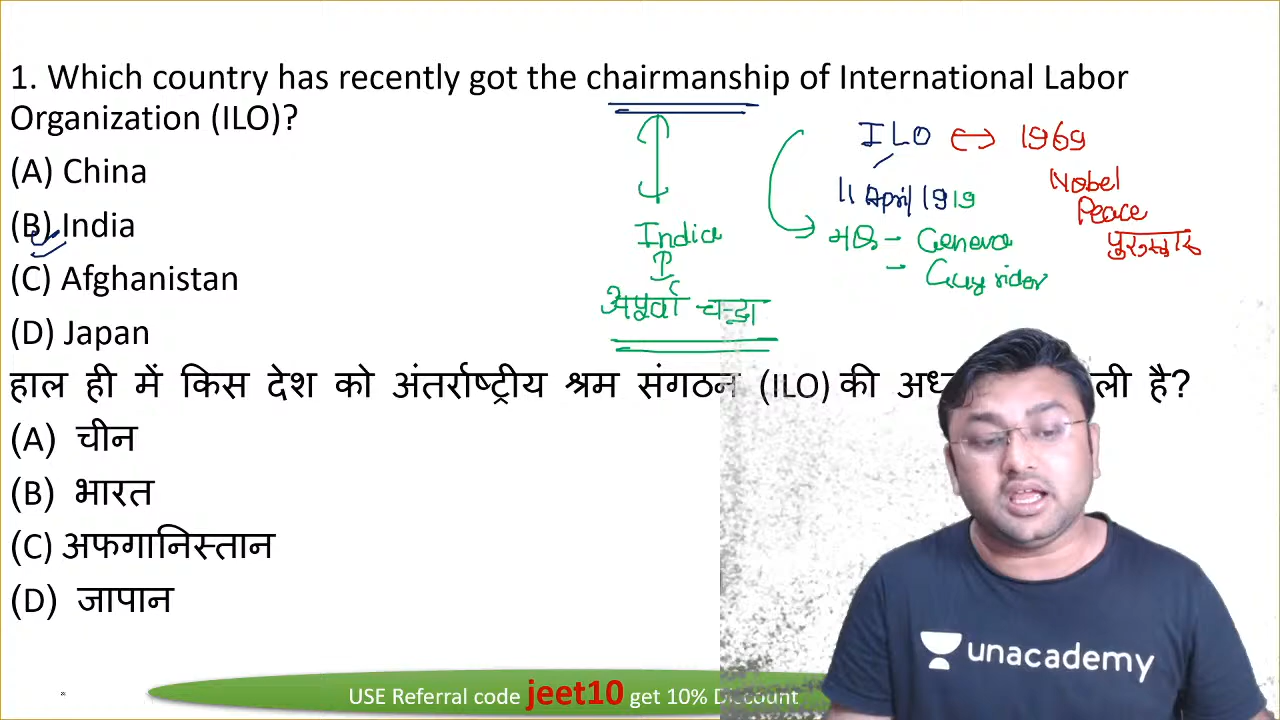 1. Which country has recently got the chairmanship of International Labor
Organization (ILO)?
(A) China
(B) India
(C) Afghanistan
(D) Japan
ILO ↔ 1969
11 April 1919
Nobel
Peace
पुरस्कार
India
अपूर्वा चन्द्रा
- Geneva
- Guy rider
हाल ही में किस देश को अंतर्राष्ट्रीय श्रम संगठन (ILO) की
ली है?
(A) चीन
(B) भारत
(C) अफगानिस्तान
(D) जापान
unacademy
USE Referral code jeet10 get 10% Discount